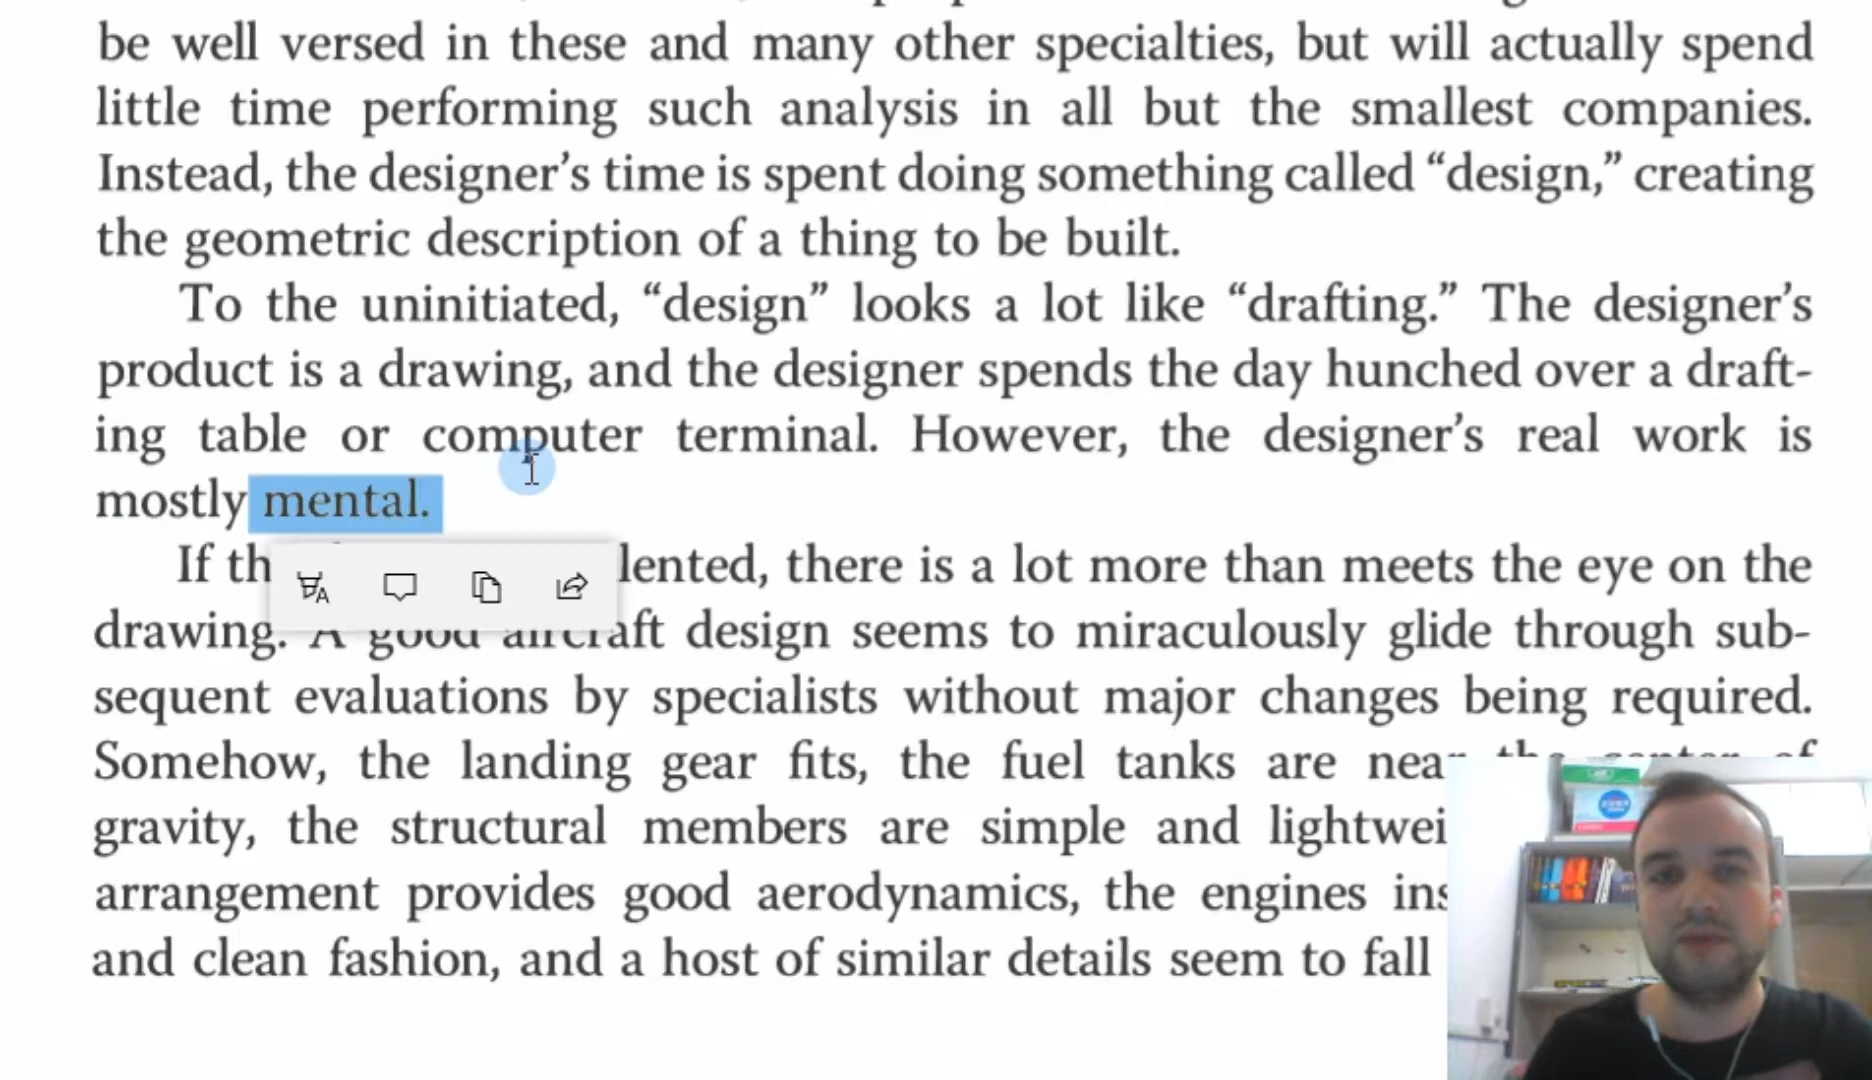 be well versed in these and many other specialties, but will actually spend
little time performing such analysis in all but the smallest companies.
Instead, the designer’s time is spent doing something called “design,” creating
the geometric description of a thing to be built.
To the uninitiated, “design” looks a lot like “drafting.” The designer’s
product is a drawing, and the designer spends the day hunched over a draft-
ing table or computer terminal. However, the designer’s real work is
mostly mental.
If there is a lot more than meets the eye on the
drawing. A good aircraft design seems to miraculously glide through sub-
sequent evaluations by specialists without major changes being required.
Somehow, the landing gear fits, the fuel tanks are near the center of
gravity, the structural members are simple and
arrangement provides good aerodynamics, the engines
and clean fashion, and a host of similar details seem to fall